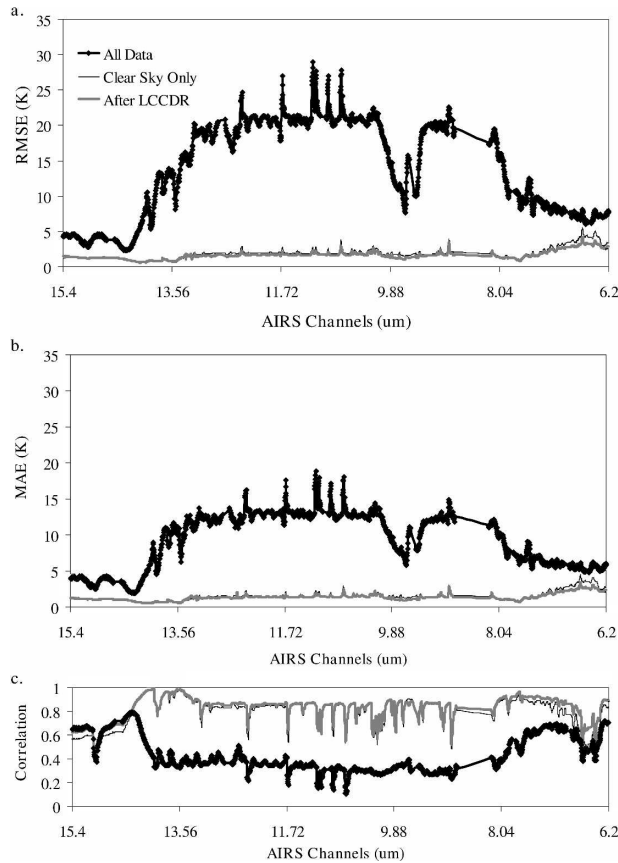 a.
35
30
25
20
15
10
5
0
RMSE (K)
All Data
Clear Sky Only
After LCCDR
15.4 13.56 11.72 9.88 8.04 6.2
AIRS Channels (um)
b.
35
30
25
20
15
10
5
0
MAE (K)
15.4 13.56 11.72 9.88 8.04 6.2
AIRS Channels (um)
c.
1
0.8
0.6
0.4
0.2
0
Correlation
15.4 13.56 11.72 9.88 8.04 6.2
AIRS Channels (um)